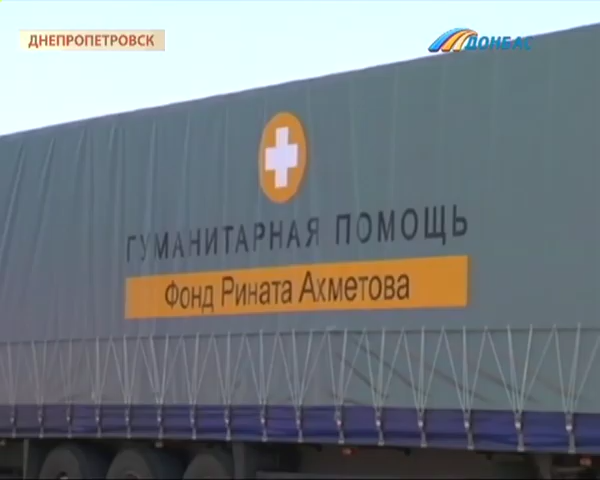 ДНЕПРОПЕТРОВСК
ДОНБАС
ГУМАНИТАРНАЯ ПОМОЩЬ
Фонд Рината Ахметова